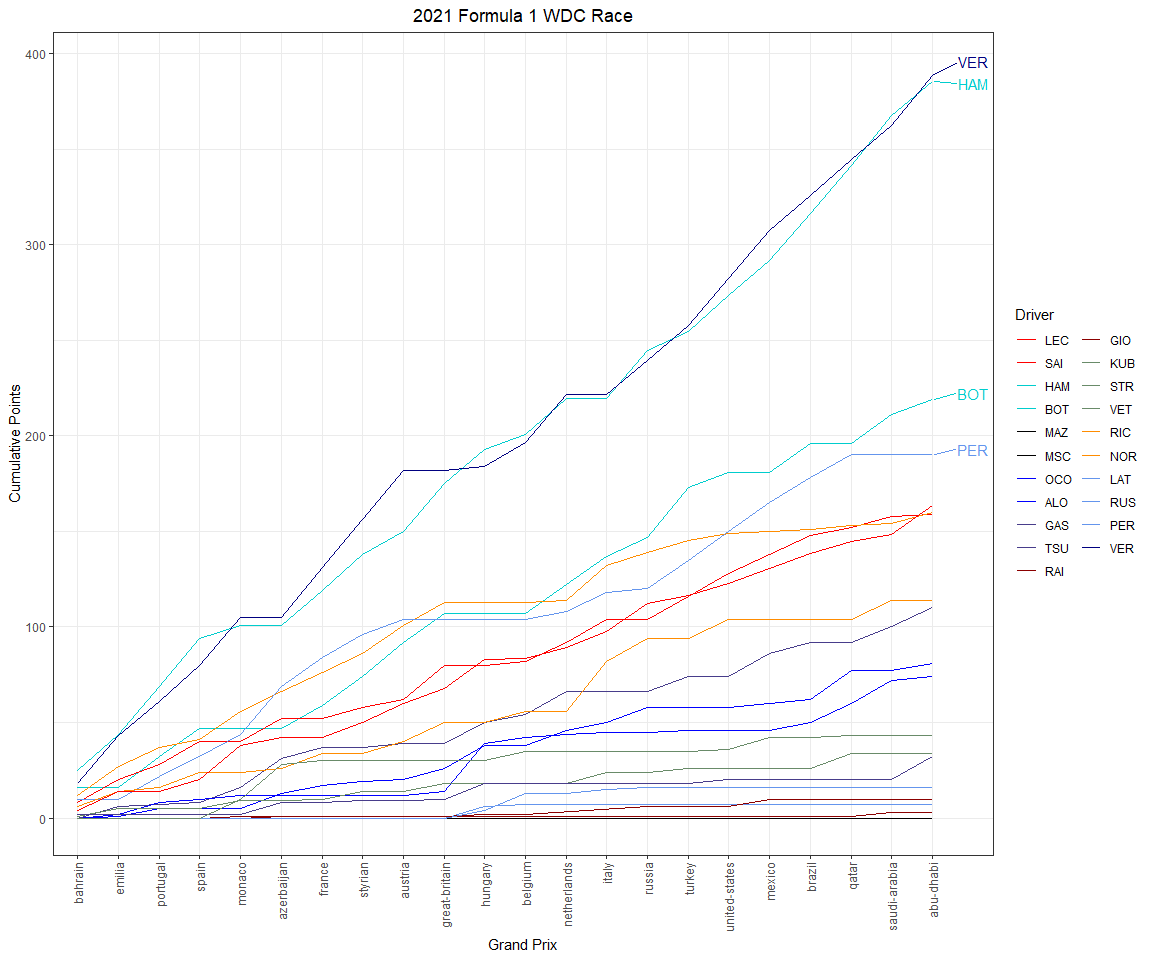 2021 Formula 1 WDC Race
400
300
200
100
0
Cumulative Points
VER
HAM
BOT
PER
bahrain
emilia
portugal
spain
monaco
azerbaijan
france
styrian
austria
great-britain
hungary
belgium
netherlands
italy
russia
turkey
united-states
mexico
brazil
qatar
saudi-arabia
abu-dhabi
Grand Prix
Driver
LEC
SAI
HAM
BOT
MAZ
MSC
OCO
ALO
GAS
TSU
RAI
GIO
KUB
STR
VET
RIC
NOR
LAT
RUS
PER
VER